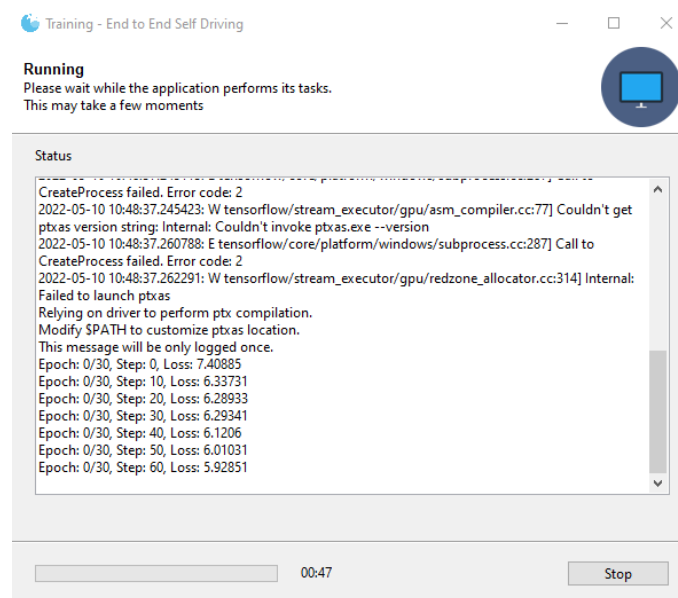 Training - End to End Self Driving
Running
Please wait while the application performs its tasks.
This may take a few moments
Status
CreateProcess failed. Error code: 2
2022-05-10 10:48:37.245423: W tensorflow/stream_executor/gpu/asm_compiler.cc:77] Couldn't get
ptxas version string: Internal: Couldn't invoke ptxas.exe --version
2022-05-10 10:48:37.260788: E tensorflow/core/platform/windows/subprocess.cc:287] Call to
CreateProcess failed. Error code: 2
2022-05-10 10:48:37.262291: W tensorflow/stream_executor/gpu/redzone_allocator.cc:314] Internal:
Failed to launch ptxas
Relying on driver to perform ptx compilation.
Modify $PATH to customize ptxas location.
This message will be only logged once.
Epoch: 0/30, Step: 0, Loss: 7.40885
Epoch: 0/30, Step: 10, Loss: 6.33731
Epoch: 0/30, Step: 20, Loss: 6.28933
Epoch: 0/30, Step: 30, Loss: 6.29341
Epoch: 0/30, Step: 40, Loss: 6.1206
Epoch: 0/30, Step: 50, Loss: 6.01031
Epoch: 0/30, Step: 60, Loss: 5.92851
00:47
Stop